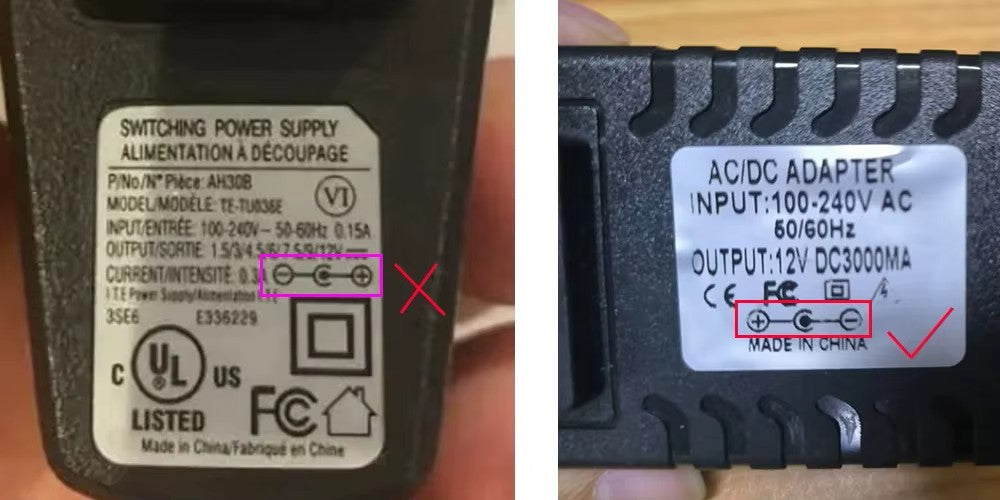 SWITCHING POWER SUPPLY
ALIMENTATION À DÉCOUPAGE
P/No/N° Pièce: AH30B
MODEL/MODÈLE: TE-TU036E
VI
INPUT/ENTRÉE: 100-240V~ 50-60Hz 0.15A
OUTPUT/SORTIE: 1.5/3/4.5/6/7.5/9/12V
CURRENT/INTENSITÉ: 0.3A
I.T.E Power Supply/Alimentation
3SE6 E336229
C UL US
LISTED
FC
Made in China/Fabriqué en Chine
AC/DC ADAPTER
INPUT:100-240V AC
50/60Hz
OUTPUT:12V DC3000MA
CE FC
MADE IN CHINA